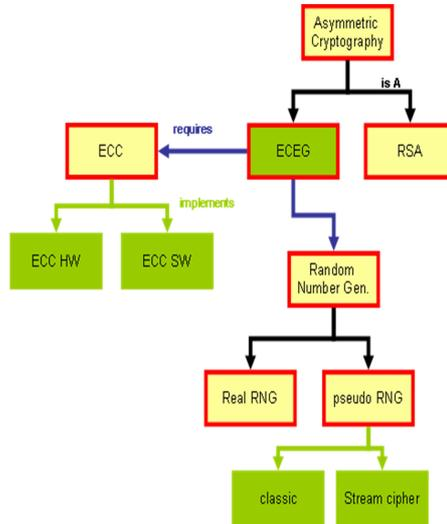 Asymmetric
Cryptography
is A
requires
ECC
ECEG
RSA
implements
ECC HW
ECC SW
Random
Number Gen.
Real RNG
pseudo RNG
classic
Stream cipher